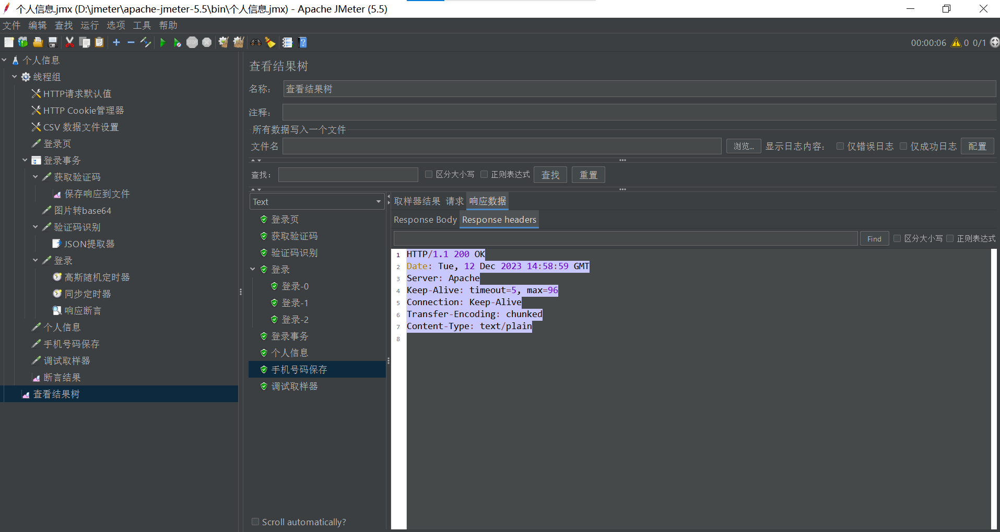 个人信息.jmx (D:\jmeter\apache-jmeter-5.5\bin\个人信息.jmx) - Apache JMeter (5.5)
文件 编辑 查找 运行 选项 工具 帮助
00:00:06 0 0/1
个人信息
线程组
HTTP请求默认值
HTTP Cookie管理器
CSV 数据文件设置
登录页
登录事务
获取验证码
保存响应到文件
图片转base64
验证码识别
JSON提取器
登录
高斯随机定时器
同步定时器
响应断言
个人信息
手机号码保存
调试取样器
断言结果
查看结果树
查看结果树
名称： 查看结果树
注释：
所有数据写入一个文件
文件名 浏览... 显示日志内容： 仅错误日志 仅成功日志 配置
查找： 区分大小写 正则表达式 查找 重置
Text
登录页
获取验证码
验证码识别
登录
登录-0
登录-1
登录-2
登录事务
个人信息
手机号码保存
调试取样器
Scroll automatically?
取样器结果 请求 响应数据
Response Body Response headers
Find 区分大小写 正则表达式
1 HTTP/1.1 200 OK
2 Date: Tue, 12 Dec 2023 14:58:59 GMT
3 Server: Apache
4 Keep-Alive: timeout=5, max=96
5 Connection: Keep-Alive
6 Transfer-Encoding: chunked
7 Content-Type: text/plain
8